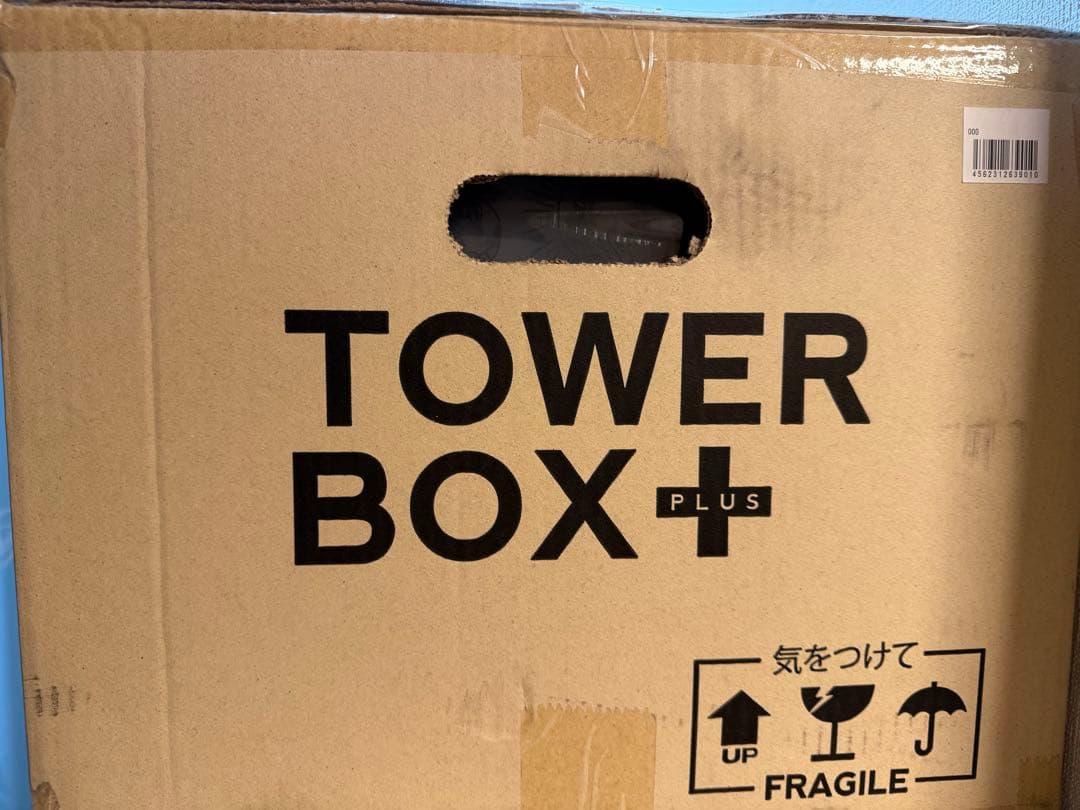 000
4562312639010
TOWER
BOX
PLUS
気をつけて
UP
FRAGILE